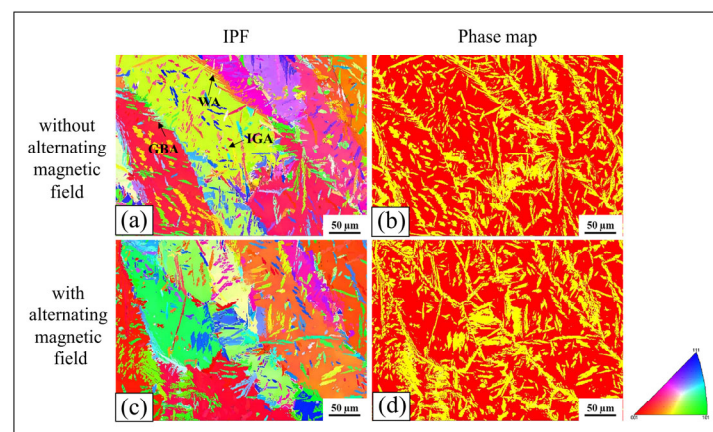 IPF
Phase map
without
alternating
magnetic
field
WA
GBA
IGA
(a)
50 μm
(b)
50 μm
with
alternating
magnetic
field
(c)
50 μm
(d)
50 μm
111
001
101